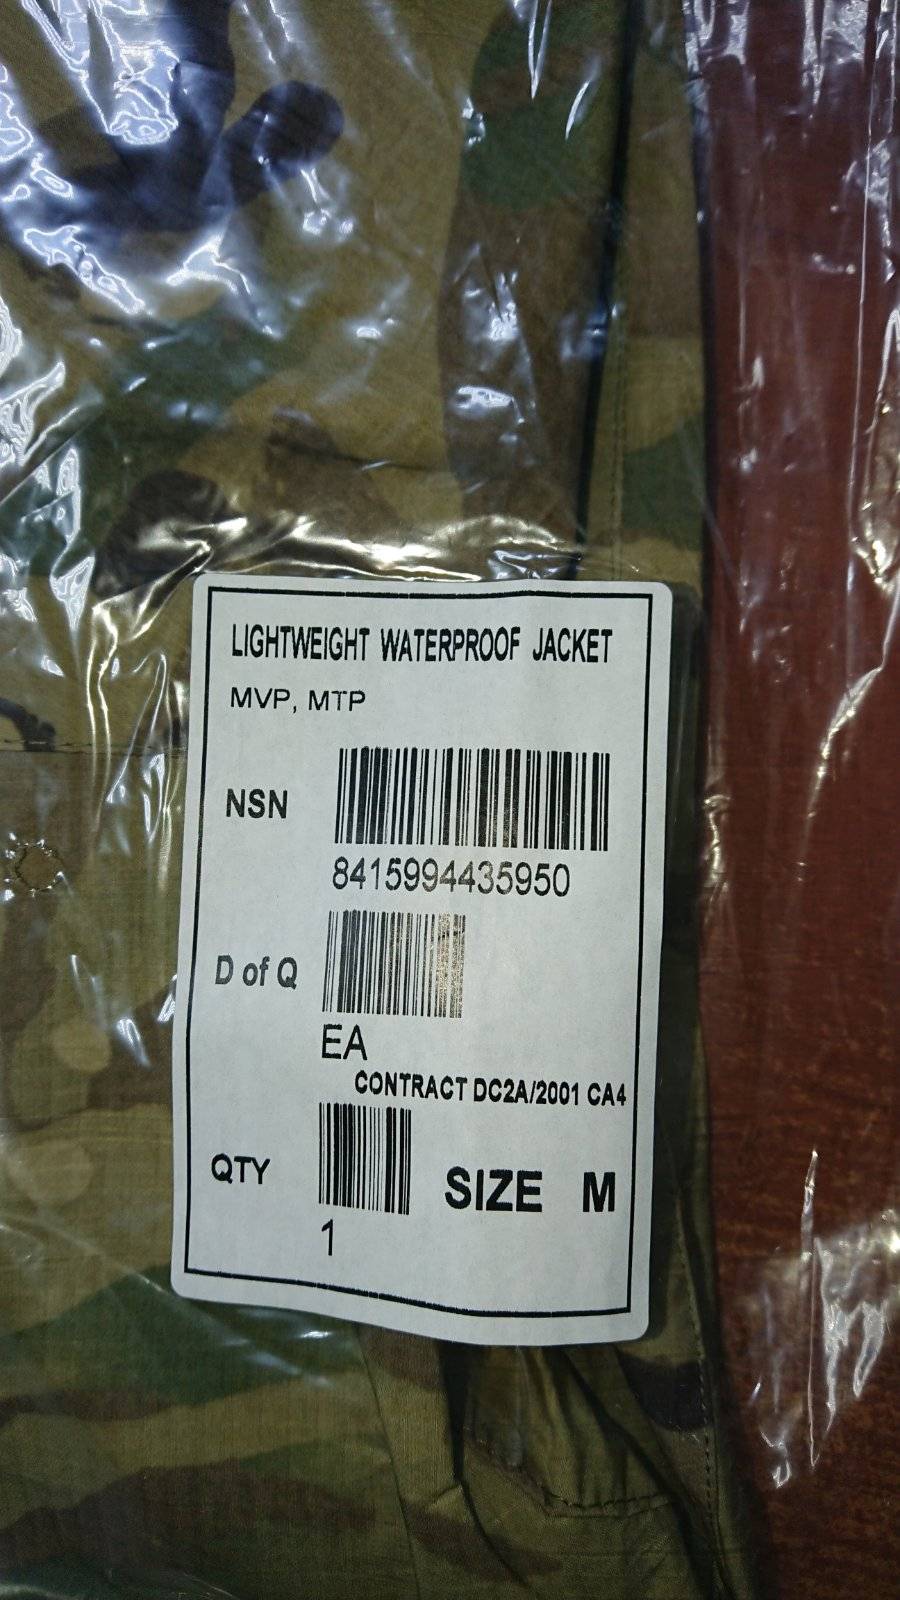 LIGHTWEIGHT WATERPROOF JACKET
MVP, MTP
NSN
8415994435950
D of Q
EA
CONTRACT DC2A/2001 CA4
QTY
SIZE M
1